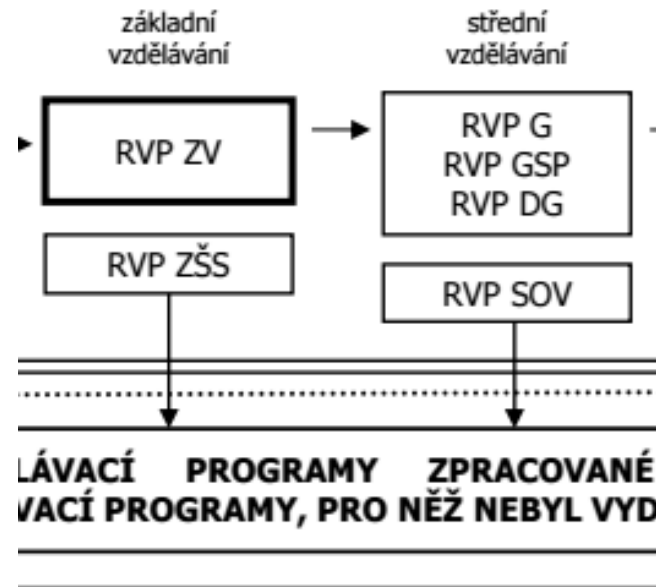 základní
vzdělávání
střední
vzdělávání
RVP ZV
RVP G
RVP GSP
RVP DG
RVP ZŠS
RVP SOV
LÁVACÍ PROGRAMY ZPRACOVANÉ
VACÍ PROGRAMY, PRO NĚŽ NEBYL VYD